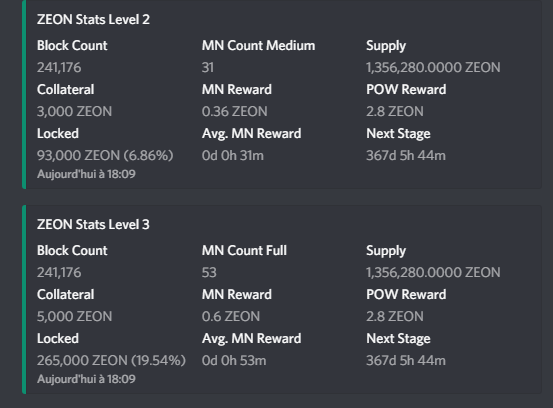 ZEON Stats Level 2
Block Count MN Count Medium Supply
241,176 31 1,356,280.0000 ZEON
Collateral MN Reward POW Reward
3,000 ZEON 0.36 ZEON 2.8 ZEON
Locked Avg. MN Reward Next Stage
93,000 ZEON (6.86%) 0d 0h 31m 367d 5h 44m
Aujourd'hui à 18:09
ZEON Stats Level 3
Block Count MN Count Full Supply
241,176 53 1,356,280.0000 ZEON
Collateral MN Reward POW Reward
5,000 ZEON 0.6 ZEON 2.8 ZEON
Locked Avg. MN Reward Next Stage
265,000 ZEON (19.54%) 0d 0h 53m 367d 5h 44m
Aujourd'hui à 18:09